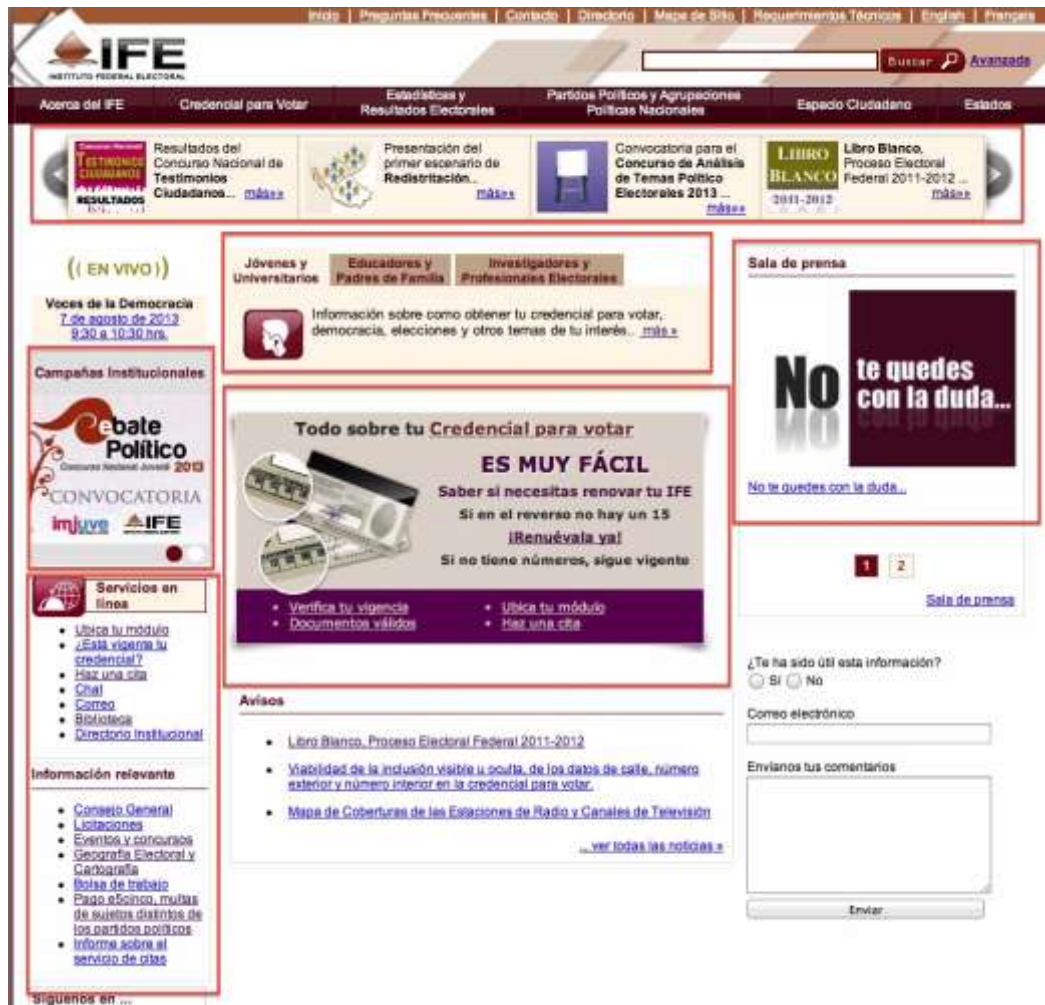 Inicio | Preguntas Frecuentes | Contacto | Directorio | Mapa de Sitio | Requerimientos Técnicos | English | Français
IFE
INSTITUTO FEDERAL ELECTORAL
Buscar Avanzada
Acerca del IFE
Credencial para Votar
Estadísticas y
Resultados Electorales
Partidos Políticos y Agrupaciones
Políticas Nacionales
Espacio Ciudadano
Estados
Concurso Nacional
TESTIMONIOS
CIUDADANOS
RESULTADOS
Resultados del
Concurso Nacional de
Testimonios
Ciudadanos... más»»
Presentación del
primer escenario de
Redistritación...
más»»
Convocatoria para el
Concurso de Análisis
de Temas Político
Electorales 2013 ...
más»»
LIBRO
BLANCO
2011-2012
Libro Blanco,
Proceso Electoral
Federal 2011-2012 ...
más»»
(( EN VIVO ))
Voces de la Democracia
7 de agosto de 2013
9:30 a 10:30 hrs.
Campañas Institucionales
Debate
Político
Concurso Nacional Juvenil 2013
CONVOCATORIA
imjuve IFE
Servicios en
línea
• Ubica tu módulo
• ¿Está vigente tu
credencial?
• Haz una cita
• Chat
• Correo
• Biblioteca
• Directorio Institucional
Información relevante
• Consejo General
• Licitaciones
• Eventos y concursos
• Geografía Electoral y
Cartografía
• Bolsa de trabajo
• Pago e5cinco, multas
de sujetos distintos de
los partidos políticos
• Informe sobre el
servicio de citas
Síguenos en ...
Jóvenes y
Universitarios
Educadores y
Padres de Familia
Investigadores y
Profesionales Electorales
Información sobre como obtener tu credencial para votar,
democracia, elecciones y otros temas de tu interés... más »
Todo sobre tu Credencial para votar
ES MUY FÁCIL
Saber si necesitas renovar tu IFE
Si en el reverso no hay un 15
¡Renuévala ya!
Si no tiene números, sigue vigente
• Verifica tu vigencia
• Documentos válidos
• Ubica tu módulo
• Haz una cita
Avisos
• Libro Blanco, Proceso Electoral Federal 2011-2012
• Viabilidad de la inclusión visible u oculta, de los datos de calle, número
exterior y número interior en la credencial para votar.
• Mapa de Coberturas de las Estaciones de Radio y Canales de Televisión
... ver todas las noticias »
Sala de prensa
No te quedes
con la duda...
No te quedes con la duda...
1 2
Sala de prensa
¿Te ha sido útil esta información?
Sí No
Correo electrónico
Envíanos tus comentarios
Enviar